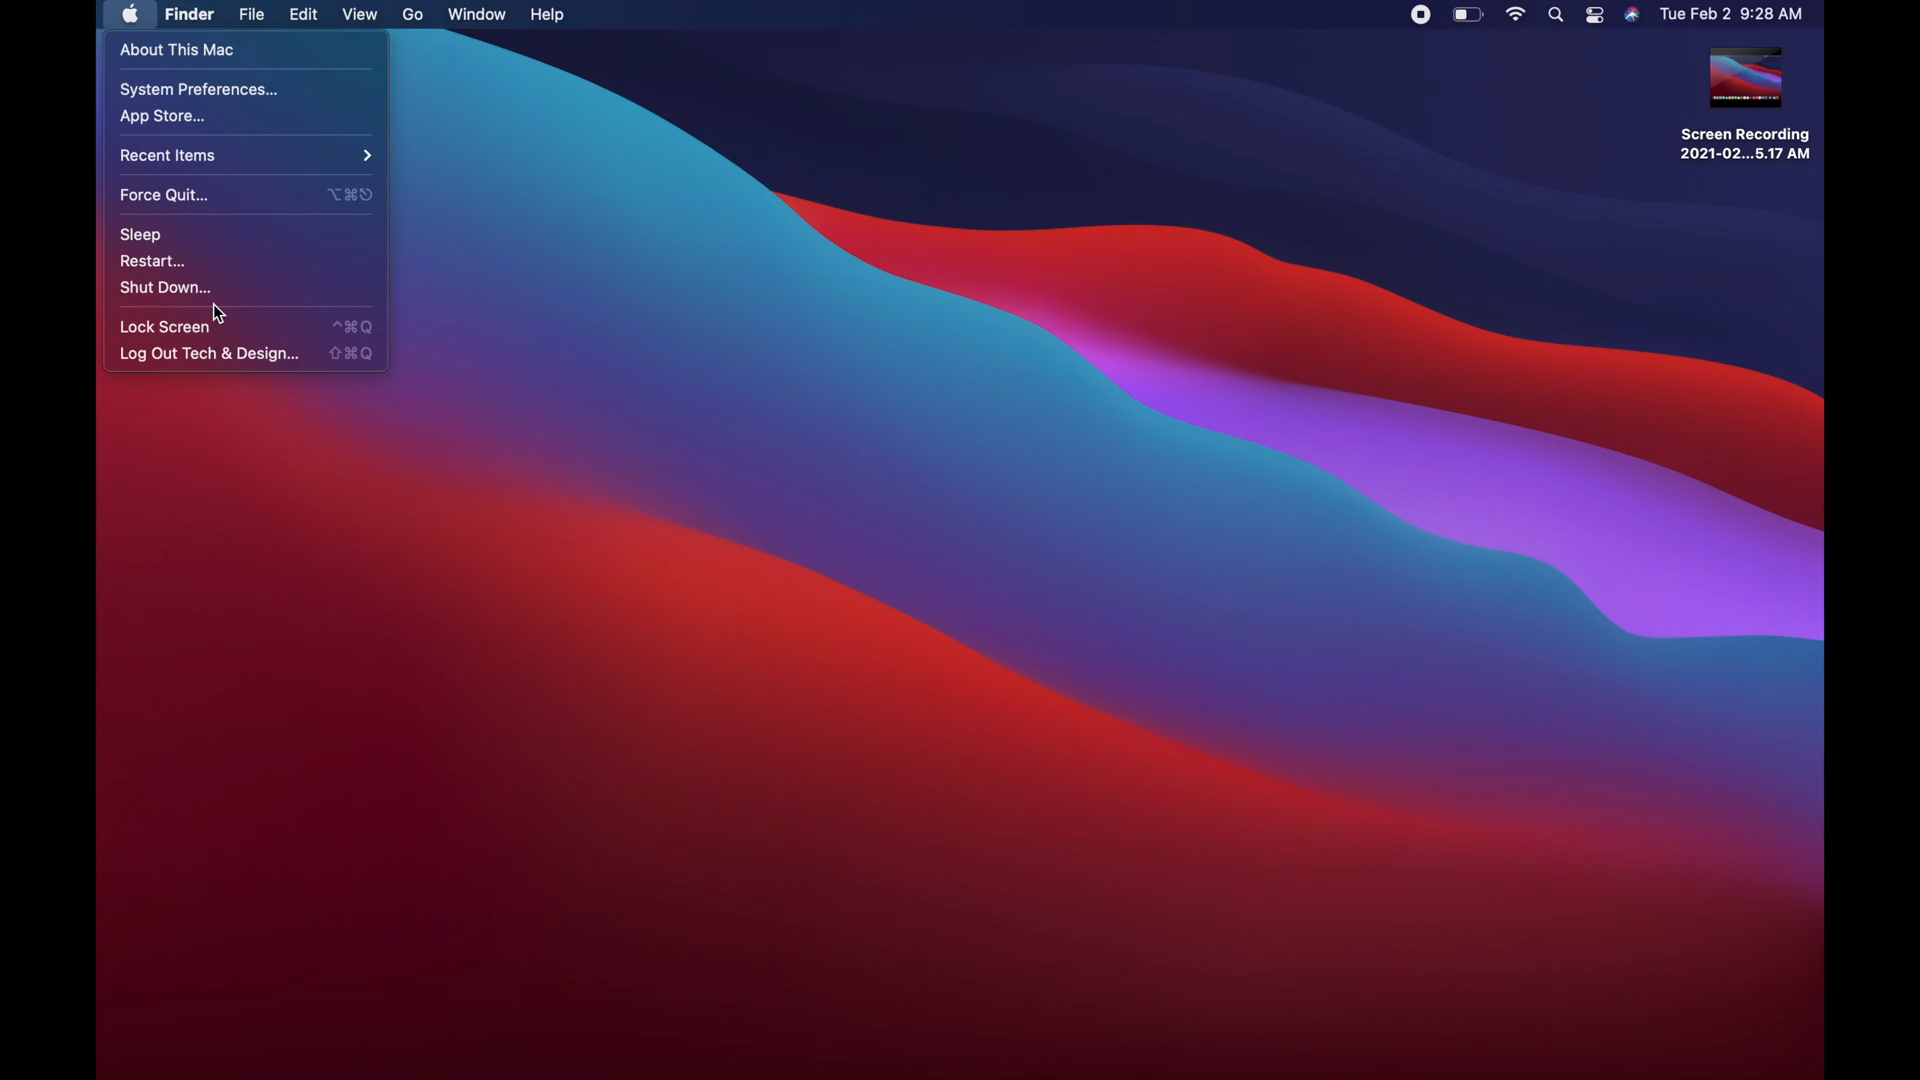 Finder File Edit View Go Window Help Tue Feb 2 9:28 AM
About This Mac
System Preferences...
App Store...
Recent Items
Force Quit... ⌥⌘⎋
Sleep
Restart...
Shut Down...
Lock Screen ^⌘Q
Log Out Tech & Design... ⇧⌘Q
Screen Recording
2021-02...5.17 AM